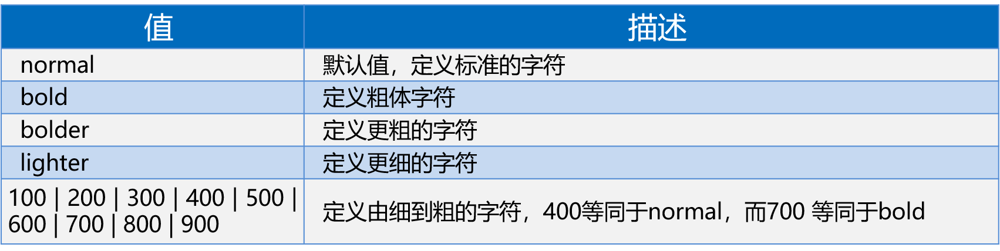 值 描述
normal 默认值，定义标准的字符
bold 定义粗体字符
bolder 定义更粗的字符
lighter 定义更细的字符
100 | 200 | 300 | 400 | 500 |
600 | 700 | 800 | 900
定义由细到粗的字符，400等同于normal，而700 等同于bold